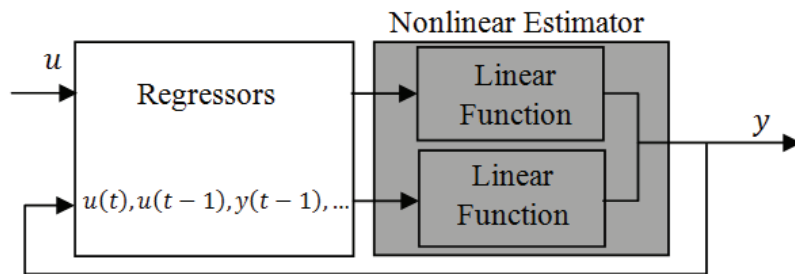 Nonlinear Estimator
u
Regressors
u(t), u(t − 1), y(t − 1), ...
Linear
Function
Linear
Function
y